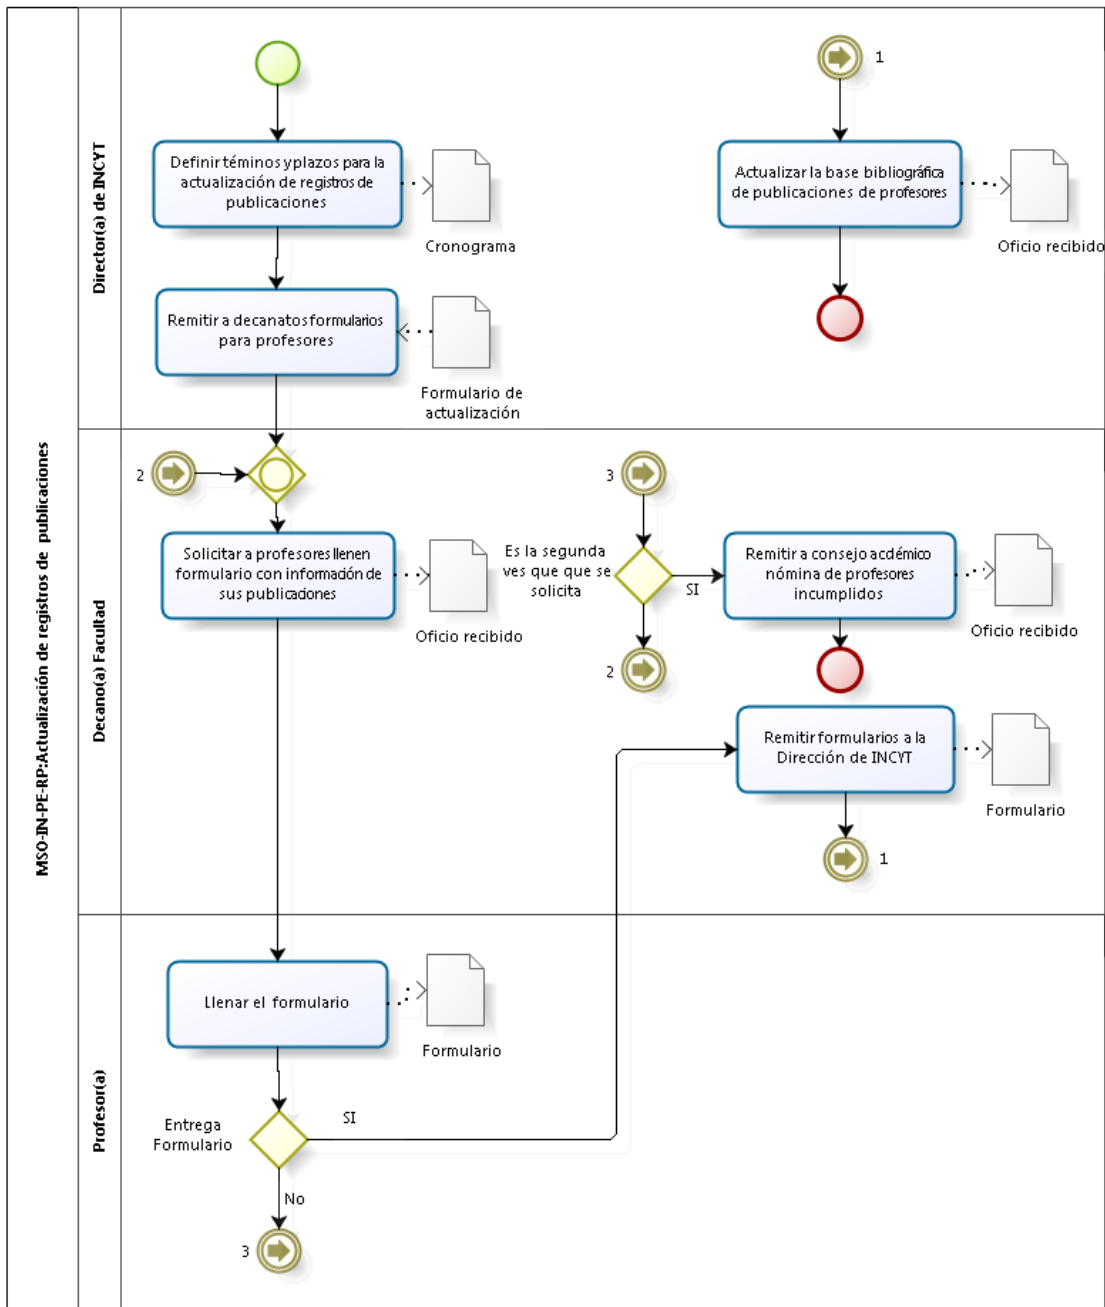 MSO-IN-PE-RP:Actualización de registros de publicaciones
Director(a) de INCYT
1
Definir téminos y plazos para la
actualización de registros de
publicaciones
Cronograma
Actualizar la base bibliográfica
de publicaciones de profesores
Oficio recibido
Remitir a decanatos formularios
para profesores
Formulario de
actualización
Decano(a) Facultad
2
3
Solicitar a profesores llenen
formulario con información de
sus publicaciones
Oficio recibido
Es la segunda
ves que que se
solicita
SI
Remitir a consejo acdémico
nómina de profesores
incumplidos
Oficio recibido
2
Remitir formularios a la
Dirección de INCYT
Formulario
1
Profesor(a)
Llenar el formulario
Formulario
Entrega
Formulario
SI
No
3